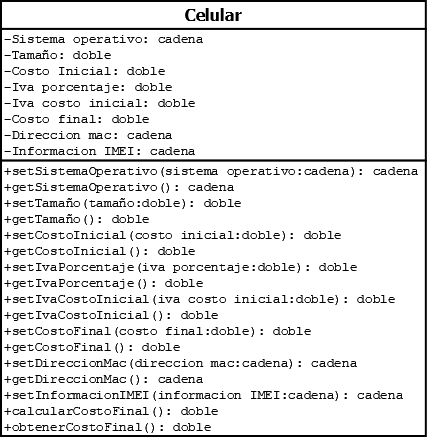 Celular
-Sistema operativo: cadena
-Tamaño: doble
-Costo Inicial: doble
-Iva porcentaje: doble
-Iva costo inicial: doble
-Costo final: doble
-Direccion mac: cadena
-Informacion IMEI: cadena
+setSistemaOperativo(sistema operativo:cadena): cadena
+getSistemaOperativo(): cadena
+setTamaño(tamaño:doble): doble
+getTamaño(): doble
+setCostoInicial(costo inicial:doble): doble
+getCostoInicial(): doble
+setIvaPorcentaje(iva porcentaje:doble): doble
+getIvaPorcentaje(): doble
+setIvaCostoInicial(iva costo inicial:doble): doble
+getIvaCostoInicial(): doble
+setCostoFinal(costo final:doble): doble
+getCostoFinal(): doble
+setDireccionMac(direccion mac:cadena): cadena
+getDireccionMac(): cadena
+setInformacionIMEI(informacion IMEI:cadena): cadena
+calcularCostoFinal(): doble
+obtenerCostoFinal(): doble